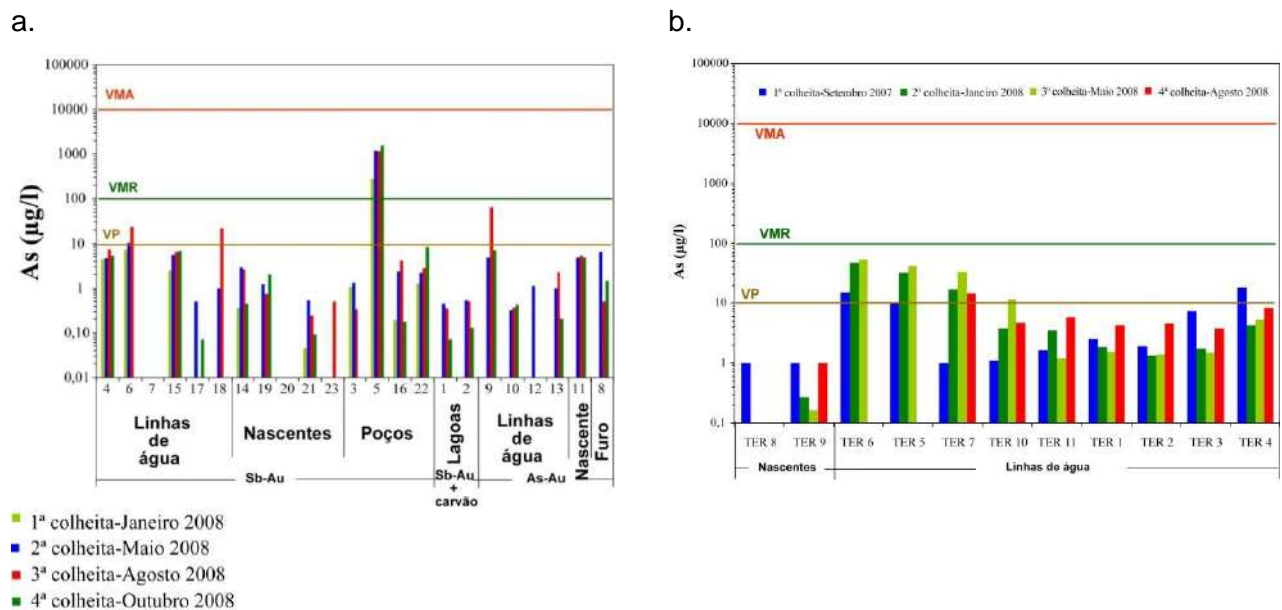 a.
100000
VMA
10000
1000
VMR
100
VP
10
1
0,10
0,01
As (µg/l)
4 6 7 15 17 18 14 19 20 21 23 3 5 16 22 1 2 9 10 12 13 11 8
Linhas de água
Nascentes
Poços
Lagoas
Linhas de água
Nascente
Furo
Sb-Au
Sb-Au + carvão
As-Au
1ª colheita-Janeiro 2008
2ª colheita-Maio 2008
3ª colheita-Agosto 2008
4ª colheita-Outubro 2008
b.
100000
1ª colheita-Setembro 2007 2ª colheita-Janeiro 2008 3ª colheita-Maio 2008 4ª colheita-Agosto 2008
10000
VMA
1000
VMR
100
VP
10
1
0,1
As (µg/l)
TER 8 TER 9 TER 6 TER 5 TER 7 TER 10 TER 11 TER 1 TER 2 TER 3 TER 4
Nascentes Linhas de água